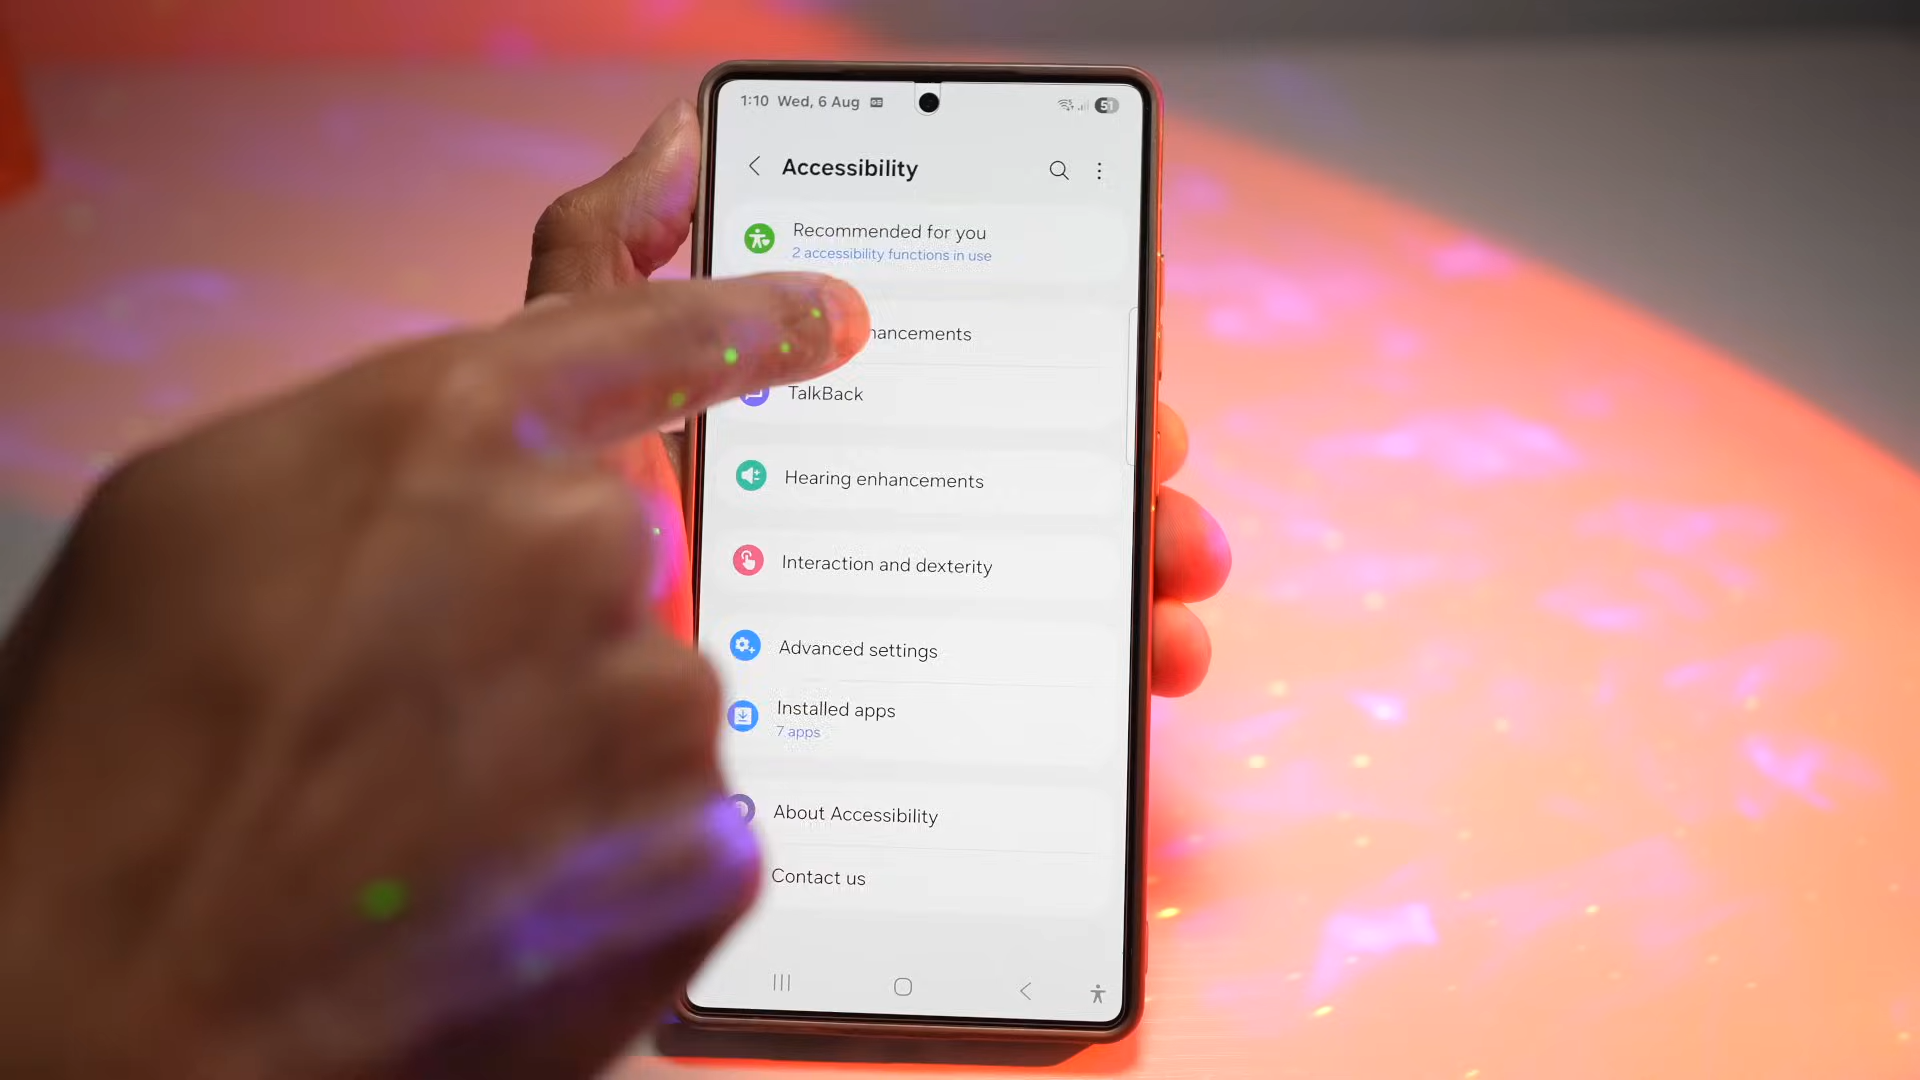 1:10 Wed, 6 Aug
51
Accessibility
Recommended for you
2 accessibility functions in use
hancements
TalkBack
Hearing enhancements
Interaction and dexterity
Advanced settings
Installed apps
7 apps
About Accessibility
Contact us